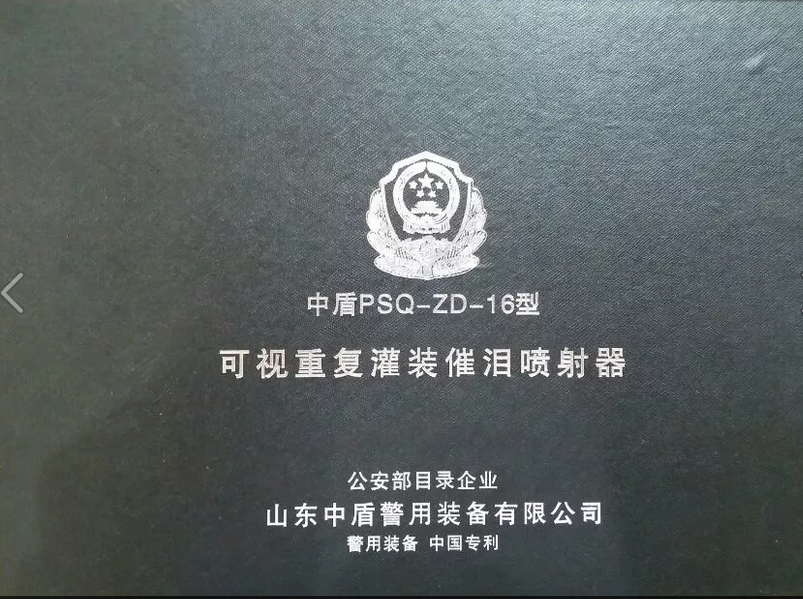 中盾PSQ-ZD-16型
可视重复灌装催泪喷射器
公安部目录企业
山东中盾警用装备有限公司
警用装备 中国专利